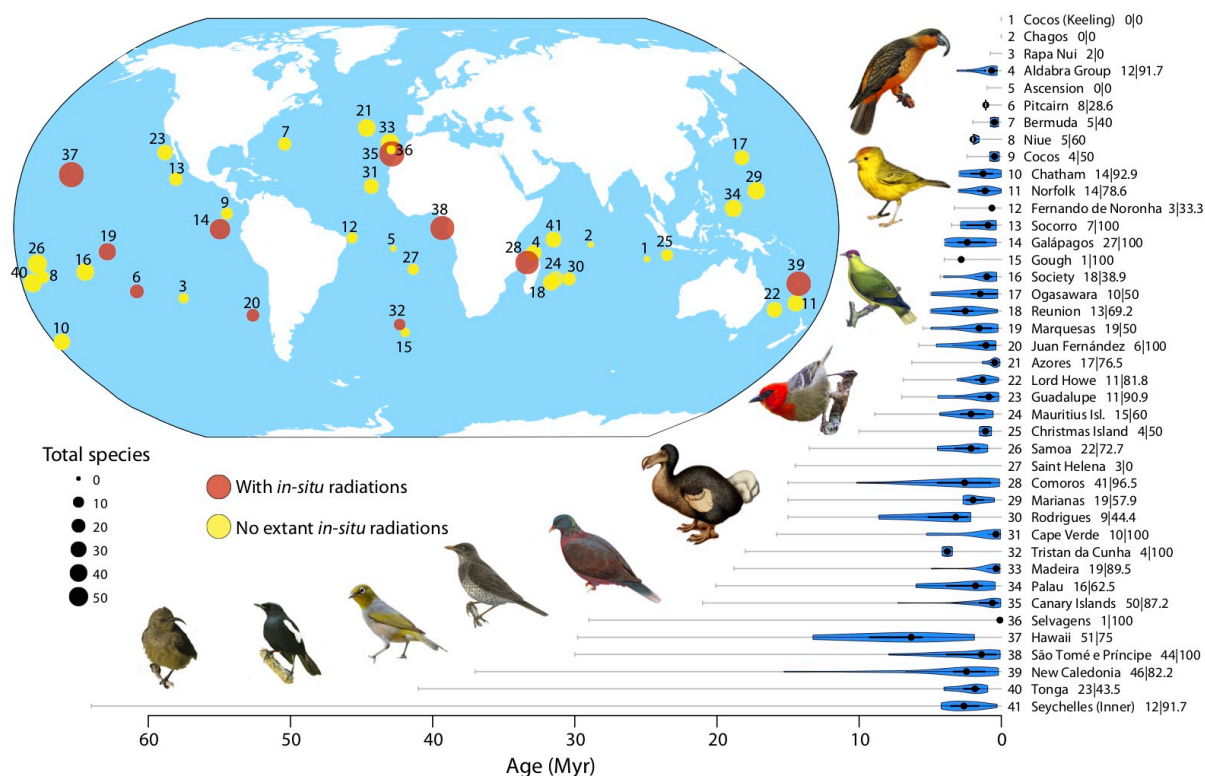 1 Cocos (Keeling) 0|0
2 Chagos 0|0
3 Rapa Nui 2|0
4 Aldabra Group 12|91.7
5 Ascension 0|0
6 Pitcairn 8|28.6
7 Bermuda 5|40
8 Niue 5|60
9 Cocos 4|50
10 Chatham 14|92.9
11 Norfolk 14|78.6
12 Fernando de Noronha 3|33.3
13 Socorro 7|100
14 Galápagos 27|100
15 Gough 1|100
16 Society 18|38.9
17 Ogasawara 10|50
18 Reunion 13|69.2
19 Marquesas 19|50
20 Juan Fernández 6|100
21 Azores 17|76.5
22 Lord Howe 11|81.8
23 Guadalupe 11|90.9
24 Mauritius Isl. 15|60
25 Christmas Island 4|50
26 Samoa 22|72.7
27 Saint Helena 3|0
28 Comoros 41|96.5
29 Marianas 19|57.9
30 Rodrigues 9|44.4
31 Cape Verde 10|100
32 Tristan da Cunha 4|100
33 Madeira 19|89.5
34 Palau 16|62.5
35 Canary Islands 50|87.2
36 Selvagens 1|100
37 Hawaii 51|75
38 São Tomé e Príncipe 44|100
39 New Caledonia 46|82.2
40 Tonga 23|43.5
41 Seychelles (Inner) 12|91.7
21
33
23
7
35
36
17
37
13
31
29
34
9
14
38
12
41
19
5
28
4
2
1
25
26
16
27
24
30
39
40
8
6
3
18
22
11
20
32
10
15
Total species
0
10
20
30
40
50
With in-situ radiations
No extant in-situ radiations
60
50
40
30
20
10
0
Age (Myr)